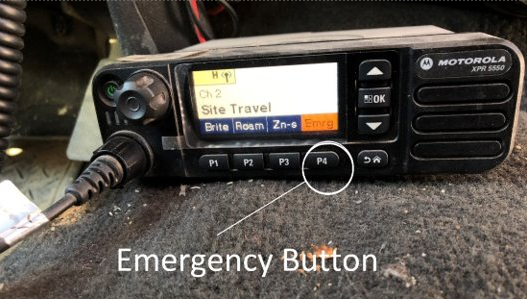 MOTOROLA
XPR 5550
H
Ch 2
Site Travel
Brite Roam Zn-s Emrg
OK
P1 P2 P3 P4
Emergency Button